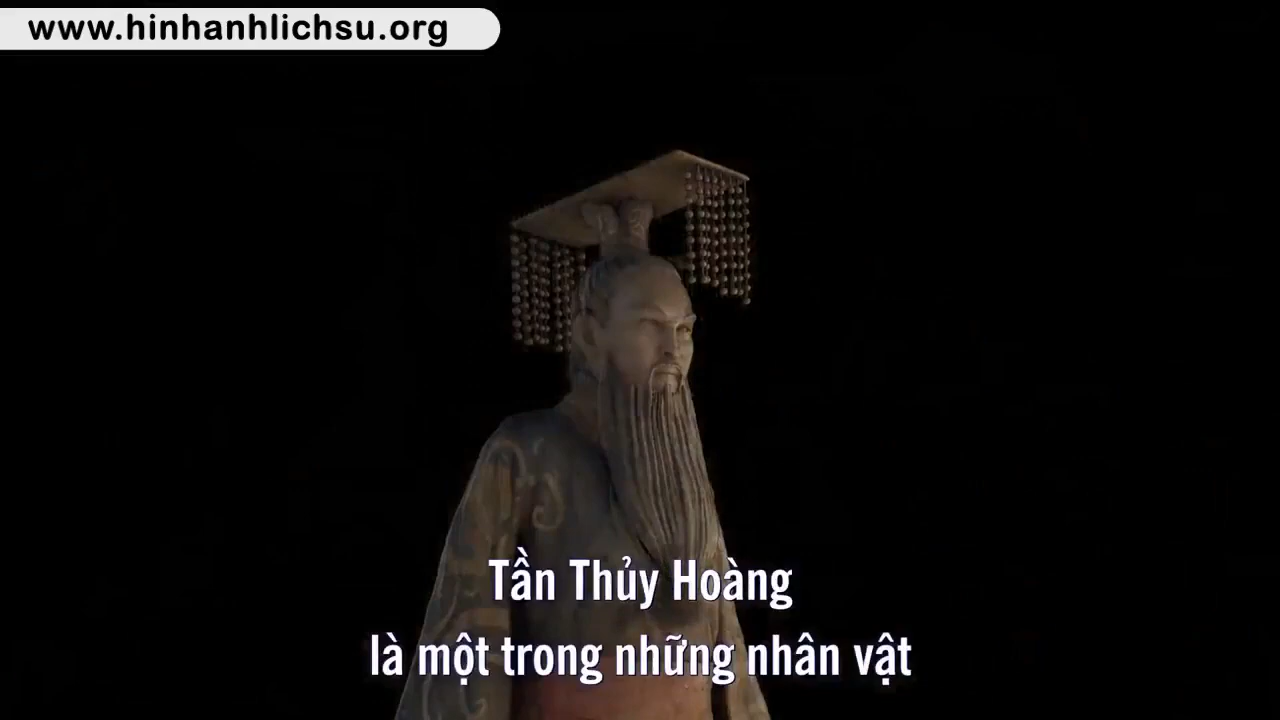 www.hinhanhlichsu.org
Tần Thủy Hoàng
là một trong những nhân vật